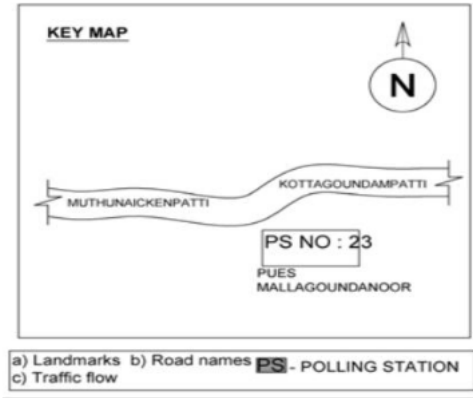 KEY MAP
N
KOTTAGOUNDAMPATTI
MUTHUNAICKENPATTI
PS NO : 23
PUES
MALLAGOUNDANOOR
a) Landmarks b) Road names PS - POLLING STATION
c) Traffic flow